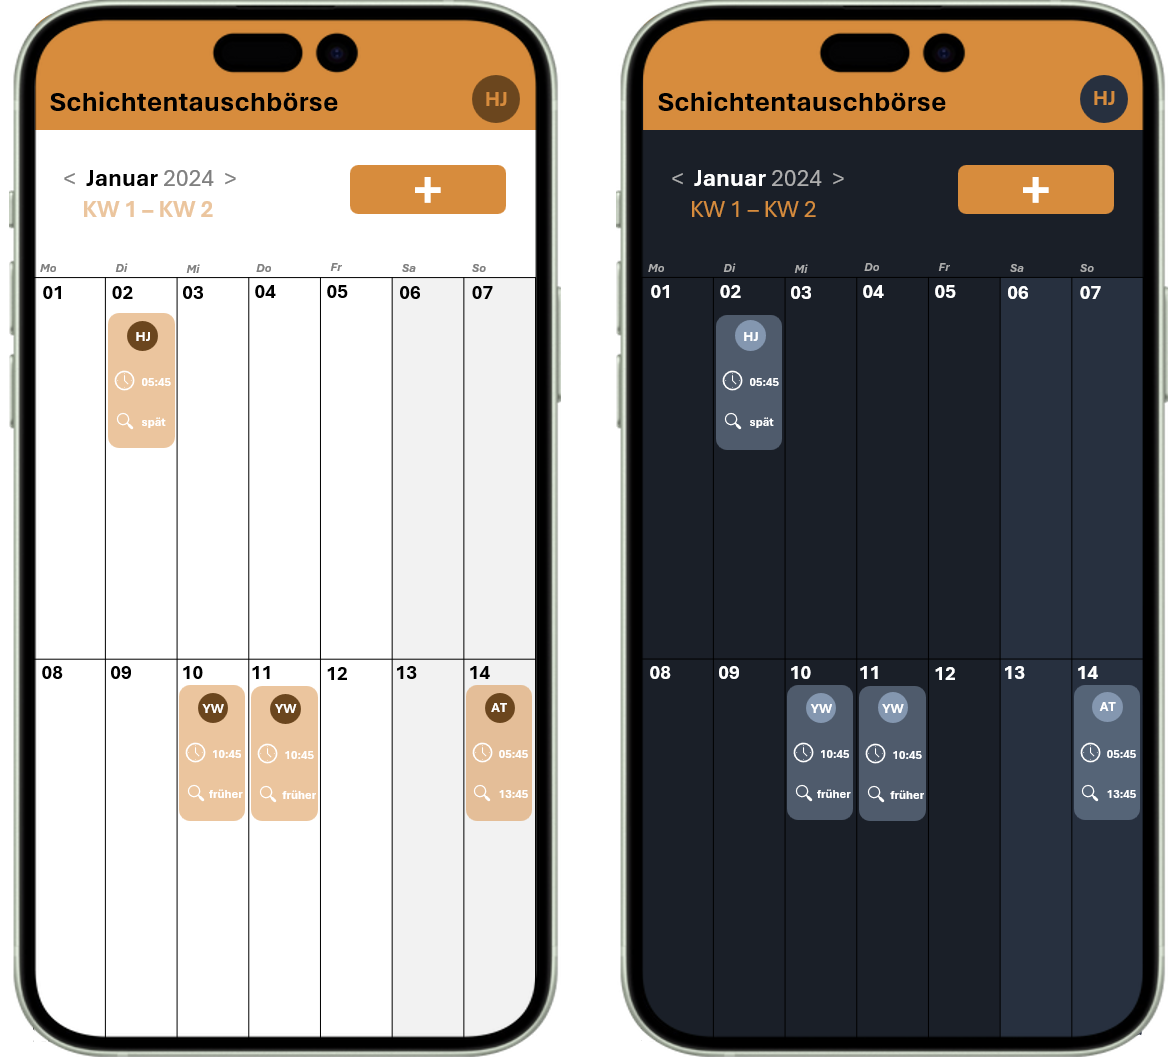 Schichtentauschbörse HJ
< Januar 2024 >
KW 1 – KW 2
+
Mo Di Mi Do Fr Sa So
01 02 03 04 05 06 07
HJ
05:45
spät
08 09 10 11 12 13 14
YW YW AT
10:45 10:45 05:45
früher früher 13:45
Schichtentauschbörse HJ
< Januar 2024 >
KW 1 – KW 2
+
Mo Di Mi Do Fr Sa So
01 02 03 04 05 06 07
HJ
05:45
spät
08 09 10 11 12 13 14
YW YW AT
10:45 10:45 05:45
früher früher 13:45